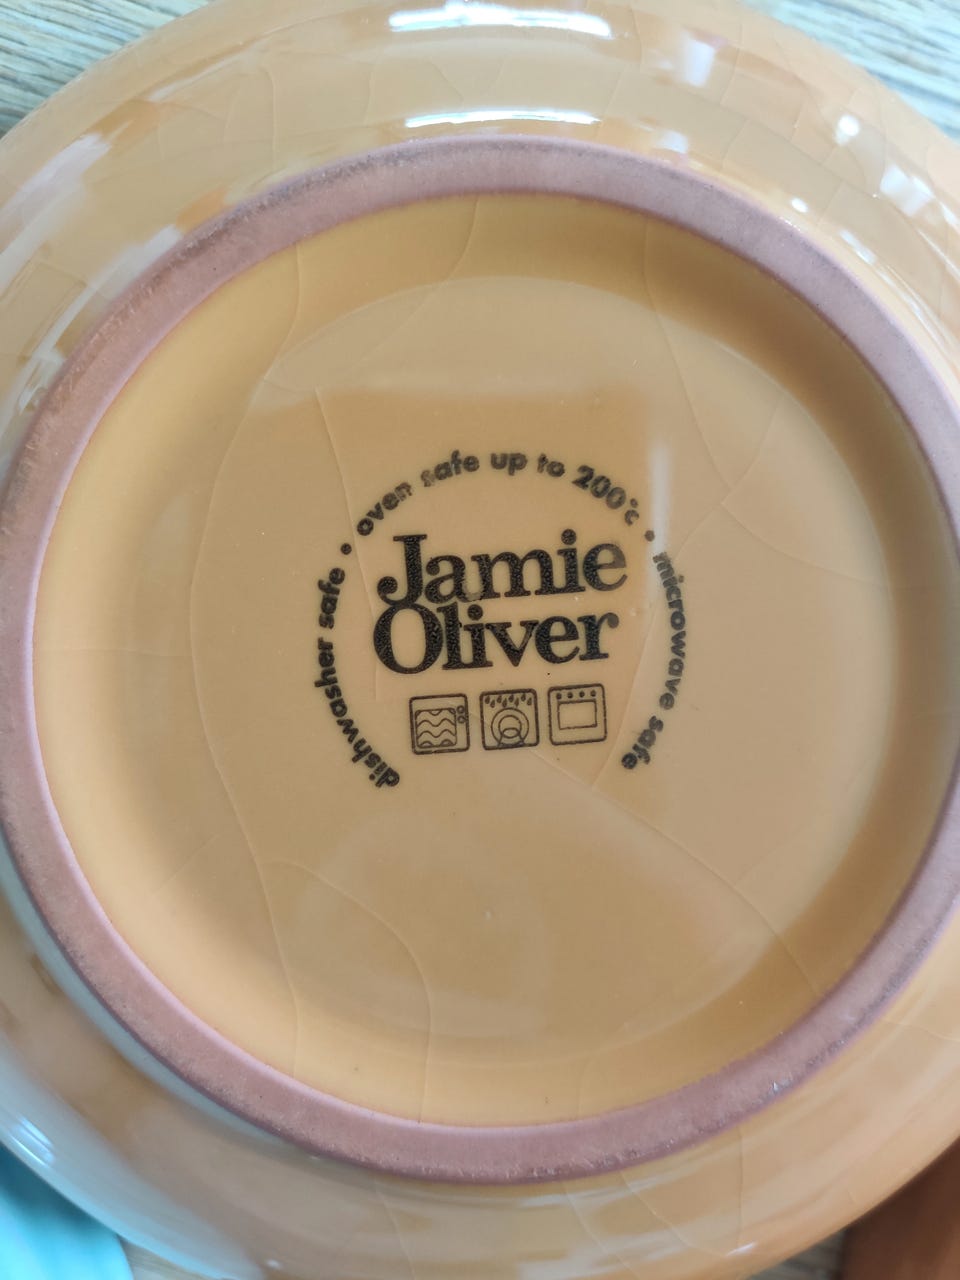 dishwasher safe • oven safe up to 200°c • microwave safe
Jamie
Oliver